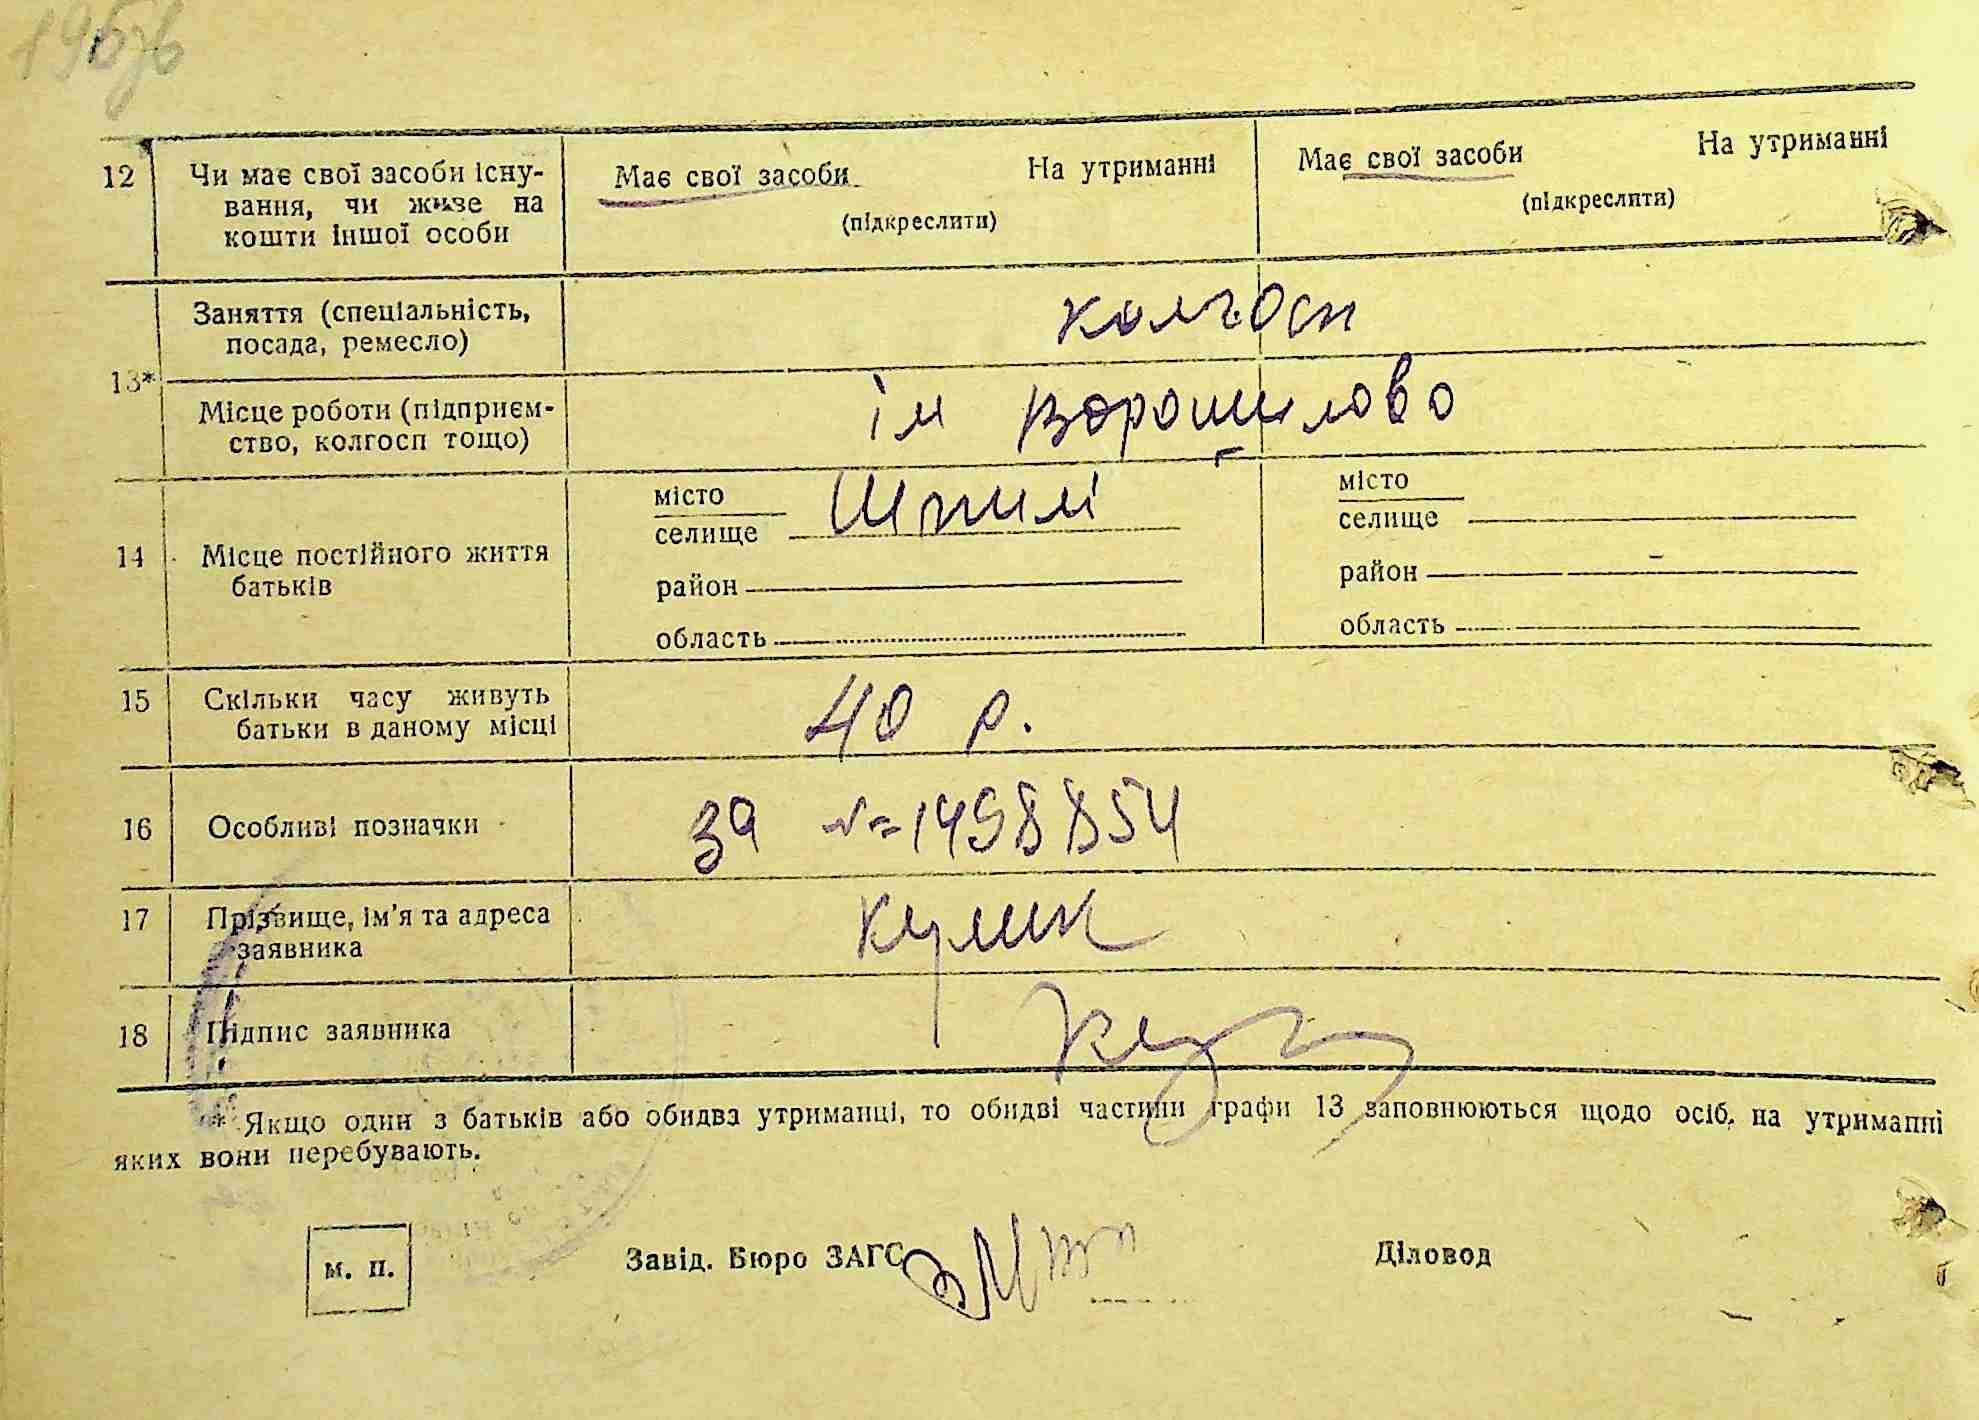 12 Чи має свої засоби існу- Має свої засоби На утриманні Має свої засоби На утриманні
вання, чи живе на (підкреслити) (підкреслити)
кошти іншої особи
13* Заняття (спеціальність, колгосп
посада, ремесло)
Місце роботи (підприєм- ім Ворошилова
ство, колгосп тощо)
14 Місце постійного життя батьків
місто
селище Шпилі
район
область
місто
селище
район
область
15 Скільки часу живуть 40 р.
батьки в даному місці
16 Особливі позначки За №=1498854
17 Прізвище, ім'я та адреса Кулик
заявника
18 Підпис заявника
* Якщо один з батьків або обидва утриманці, то обидві частини графи 13 заповнюються щодо осіб, на утриманні
яких вони перебувають.
м. п. Завід. Бюро ЗАГС Діловод